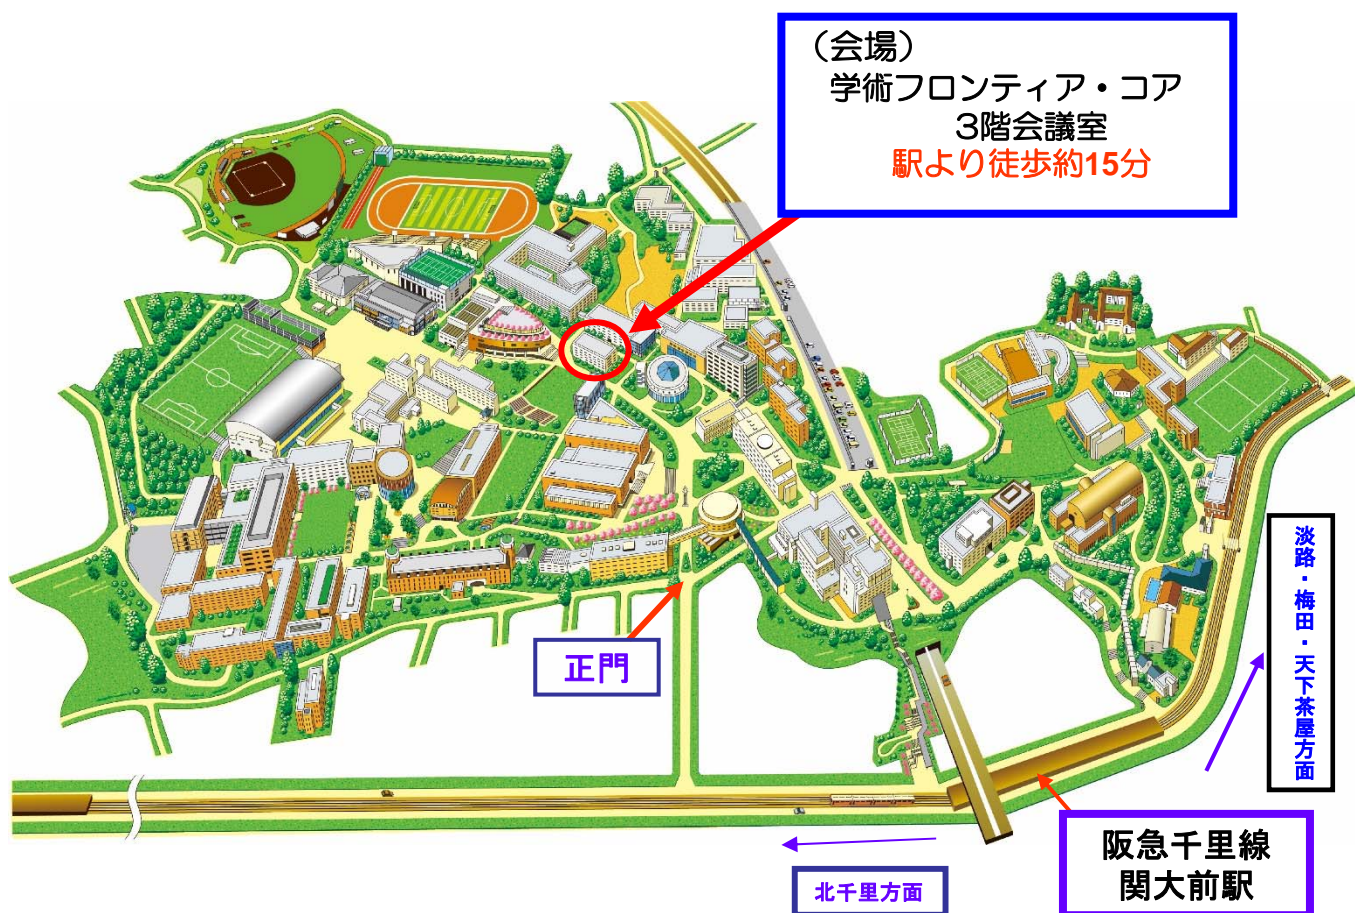 （会場）
学術フロンティア・コア
3階会議室
駅より徒歩約15分
正門
淡路・梅田・天下茶屋方面
北千里方面
阪急千里線
関大前駅